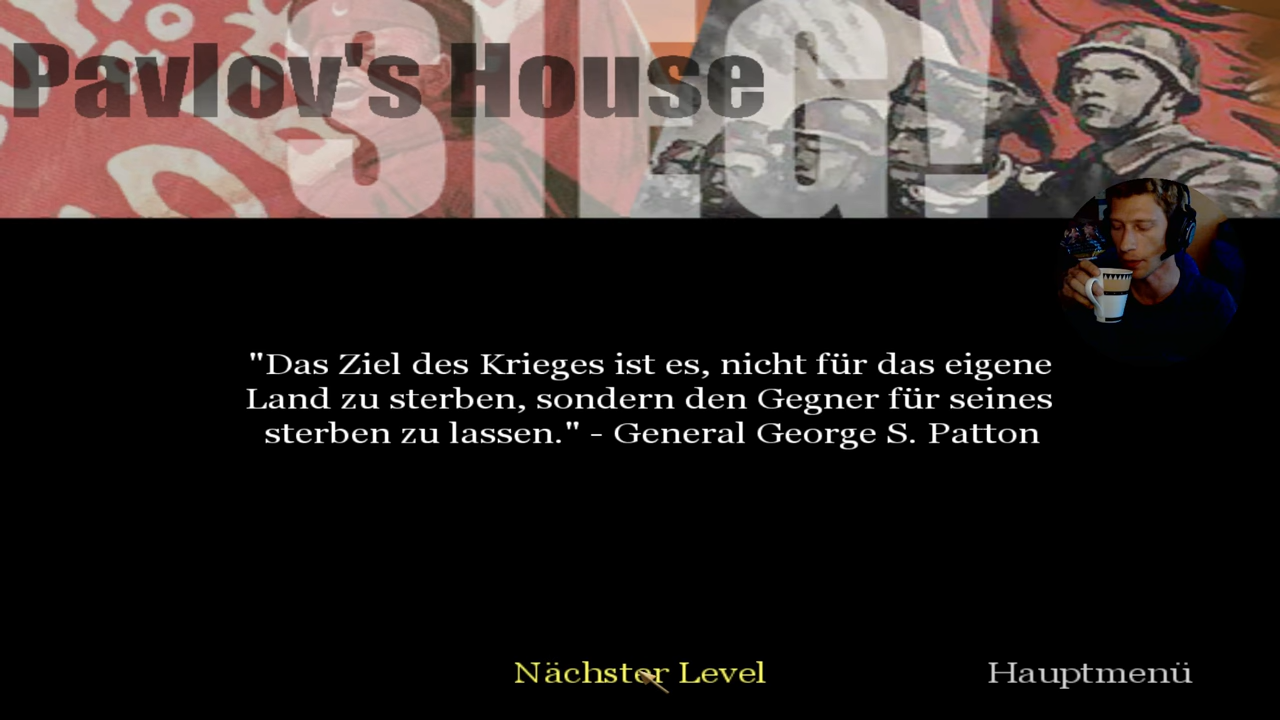 SIEG!
Pavlov's House
"Das Ziel des Krieges ist es, nicht für das eigene
Land zu sterben, sondern den Gegner für seines
sterben zu lassen." - General George S. Patton
Nächster Level
Hauptmenü